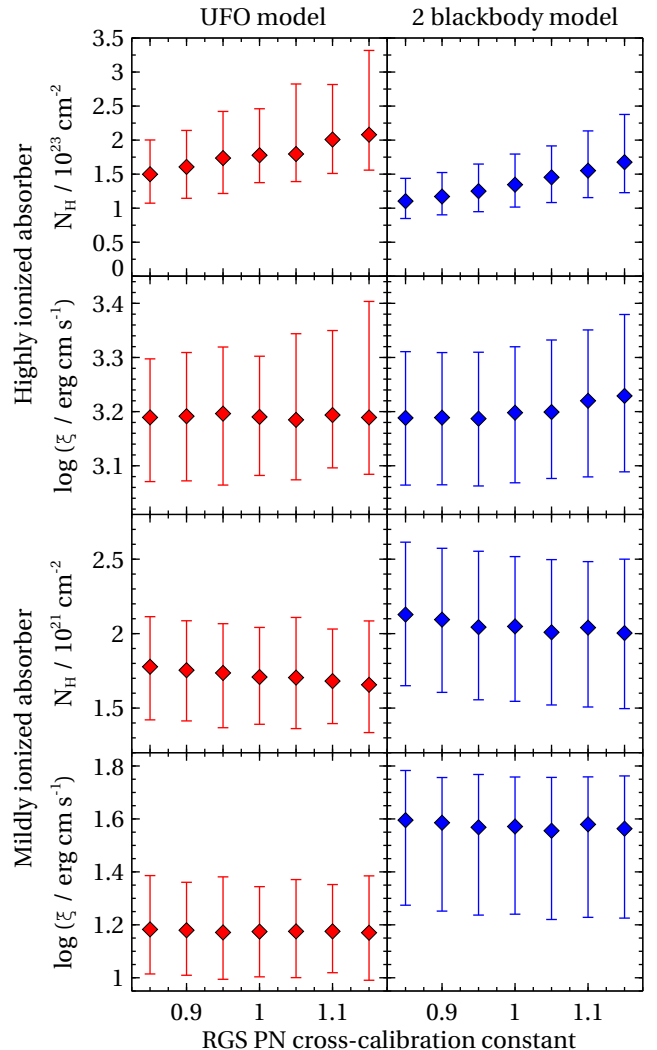 UFO model
2 blackbody model
Highly ionized absorber
N_H / 10^23 cm^-2
3.5
3
2.5
2
1.5
1
0.5
0
log (ξ / erg cm s^-1)
3.4
3.3
3.2
3.1
Mildly ionized absorber
N_H / 10^21 cm^-2
2.5
2
1.5
log (ξ / erg cm s^-1)
1.8
1.6
1.4
1.2
1
0.9
1
1.1
0.9
1
1.1
RGS PN cross-calibration constant